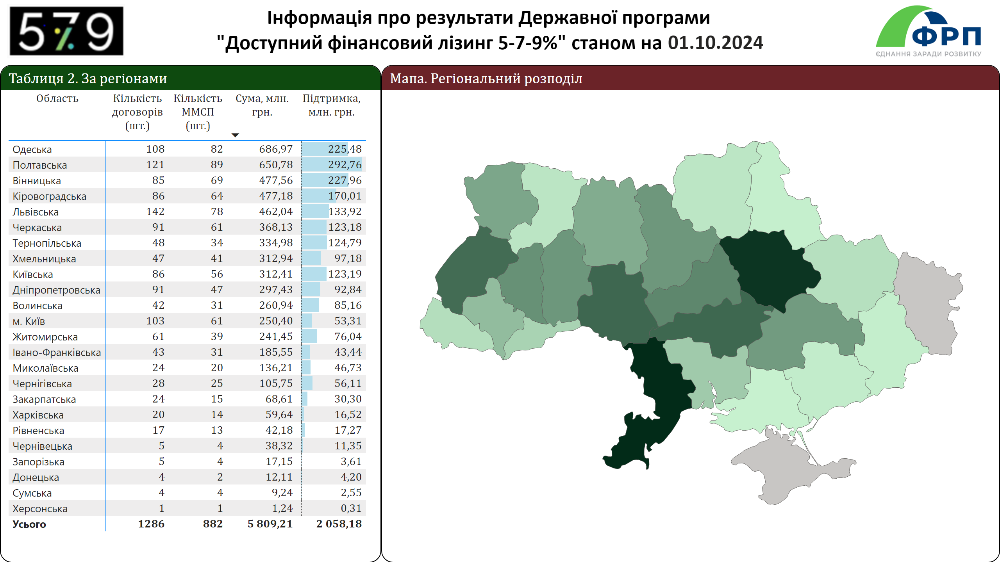 5 7 9
Інформація про результати Державної програми
"Доступний фінансовий лізинг 5-7-9%" станом на 01.10.2024
ФРП
ЄДНАННЯ ЗАРАДИ РОЗВИТКУ
Таблиця 2. За регіонами
Область Кількість договорів (шт.) Кількість ММСП (шт.) Сума, млн. грн. Підтримка, млн. грн.
Одеська 108 82 686,97 225,48
Полтавська 121 89 650,78 292,76
Вінницька 85 69 477,56 227,96
Кіровоградська 86 64 477,18 170,01
Львівська 142 78 462,04 133,92
Черкаська 91 61 368,13 123,18
Тернопільська 48 34 334,98 124,79
Хмельницька 47 41 312,94 97,18
Київська 86 56 312,41 123,19
Дніпропетровська 91 47 297,43 92,84
Волинська 42 31 260,94 85,16
м. Київ 103 61 250,40 53,31
Житомирська 61 39 241,45 76,04
Івано-Франківська 43 31 185,55 43,44
Миколаївська 24 20 136,21 46,73
Чернігівська 28 25 105,75 56,11
Закарпатська 24 15 68,61 30,30
Харківська 20 14 59,64 16,52
Рівненська 17 13 42,18 17,27
Чернівецька 5 4 38,32 11,35
Запорізька 5 4 17,15 3,61
Донецька 4 2 12,11 4,20
Сумська 4 4 9,24 2,55
Херсонська 1 1 1,24 0,31
Усього 1286 882 5 809,21 2 058,18
Мапа. Регіональний розподіл